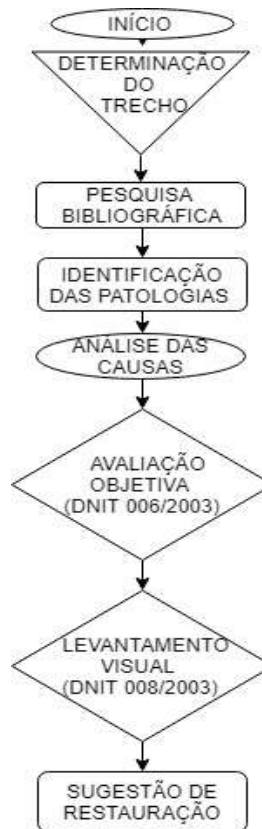 INÍCIO
DETERMINAÇÃO
DO
TRECHO
PESQUISA
BIBLIOGRÁFICA
IDENTIFICAÇÃO
DAS PATOLOGIAS
ANÁLISE DAS
CAUSAS
AVALIAÇÃO
OBJETIVA
(DNIT 006/2003)
LEVANTAMENTO
VISUAL
(DNIT 008/2003)
SUGESTÃO DE
RESTAURAÇÃO